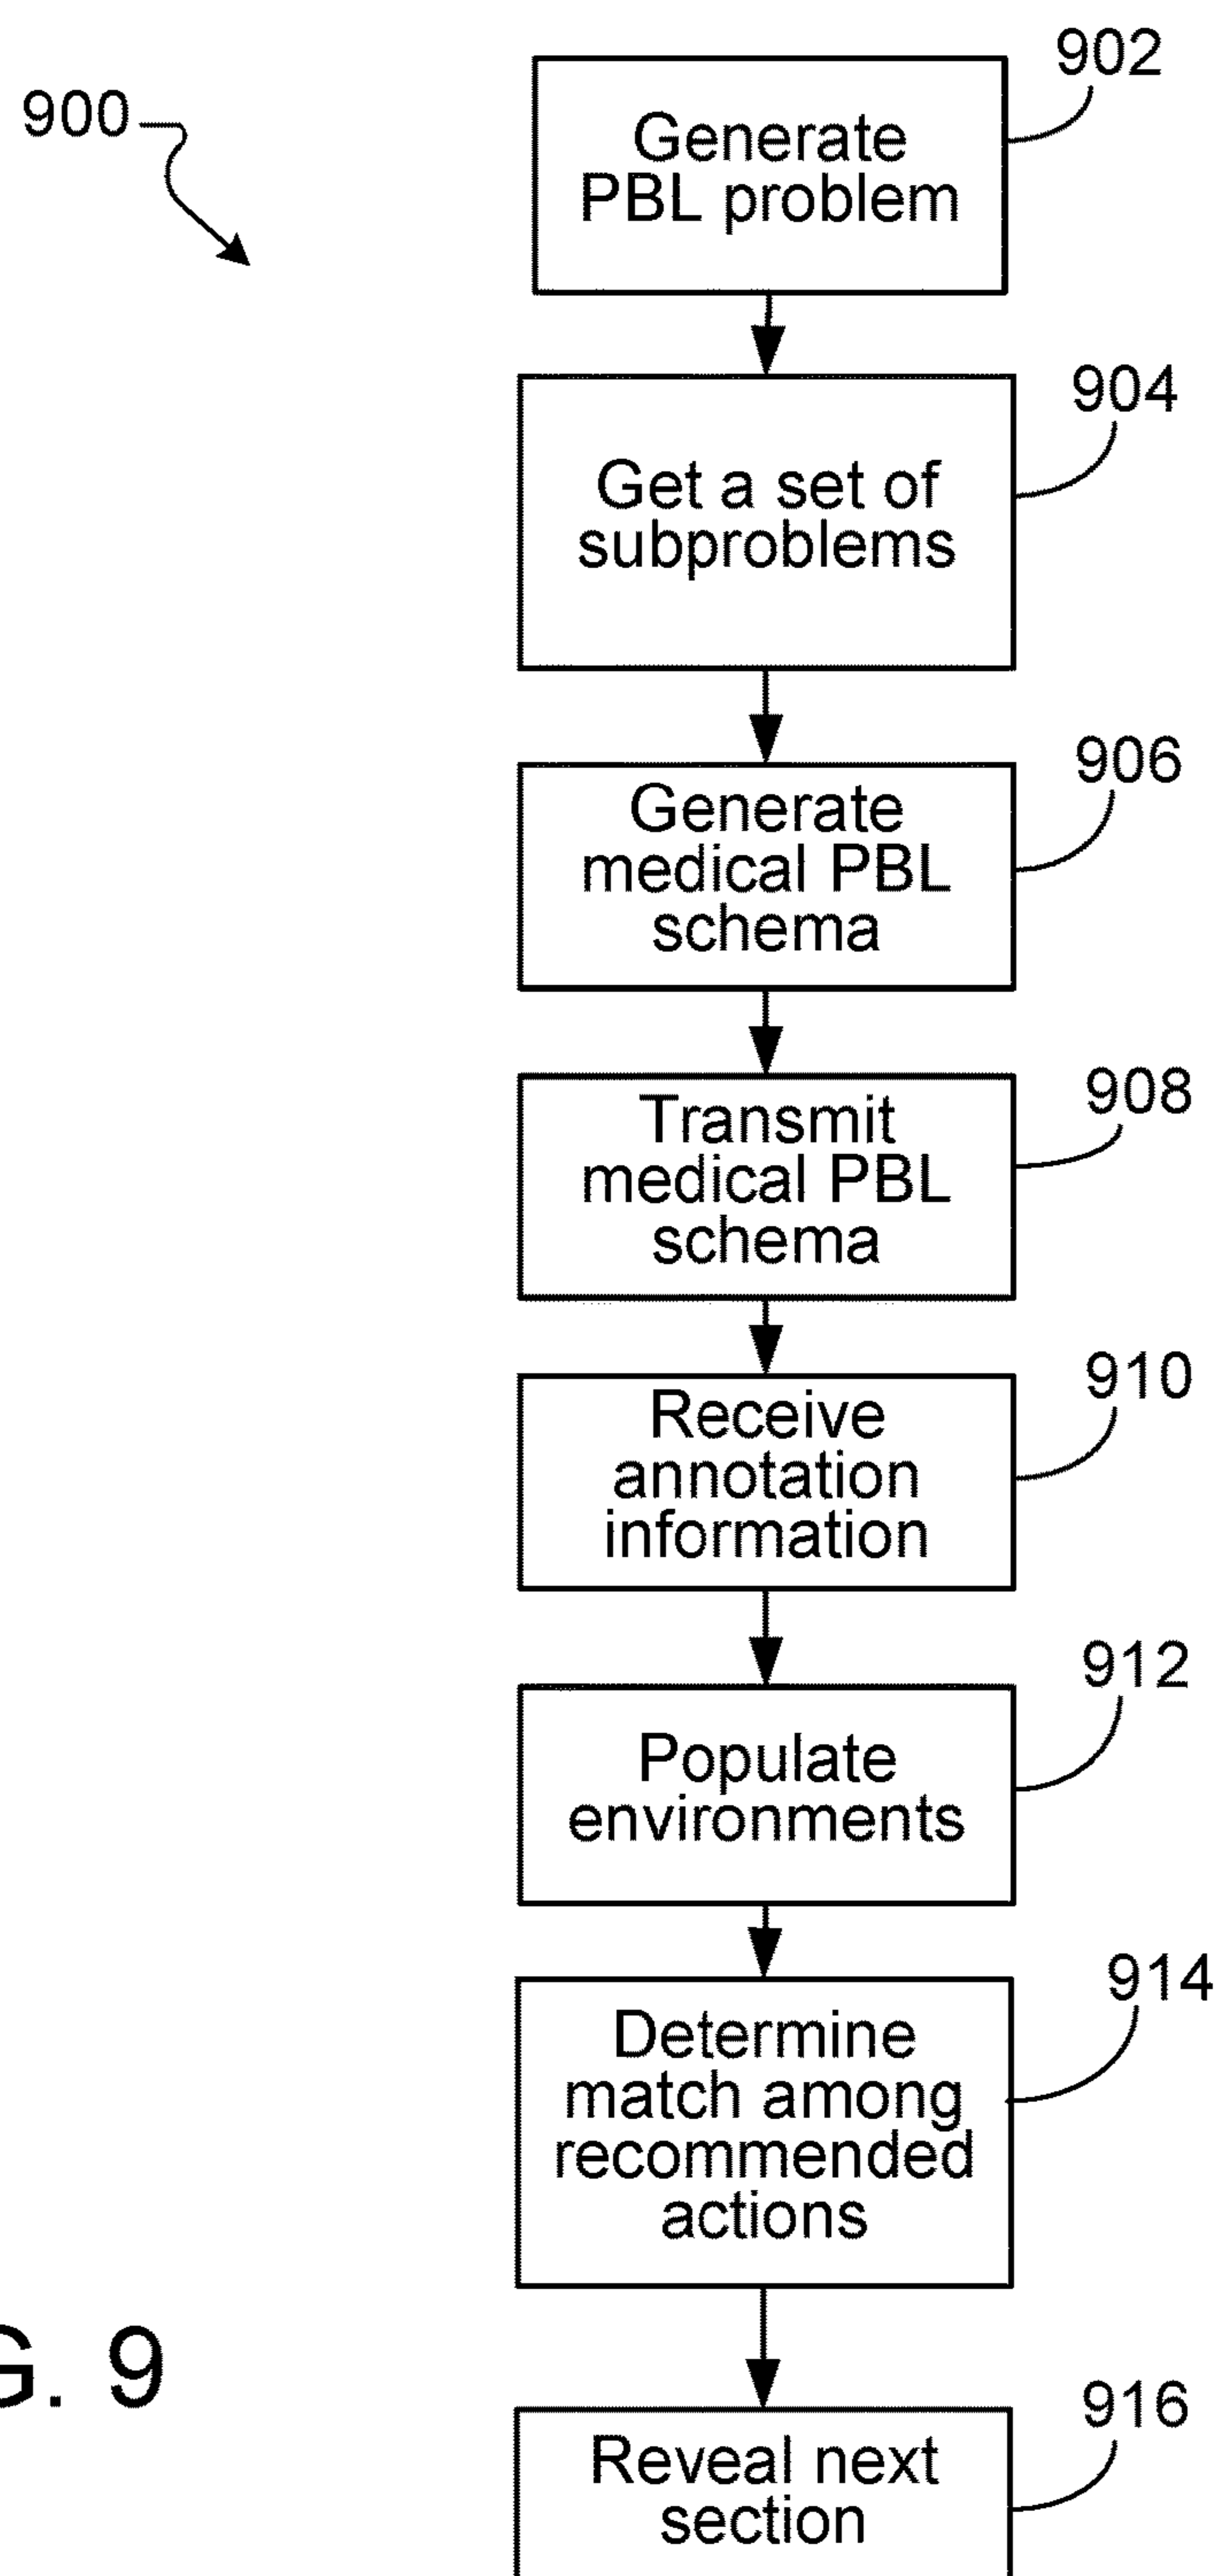 900
902
Generate
PBL problem
904
Get a set of
subproblems
906
Generate
medical PBL
schema
908
Transmit
medical PBL
schema
910
Receive
annotation
information
912
Populate
environments
914
Determine
match among
recommended
actions
G. 9
916
Reveal next
section